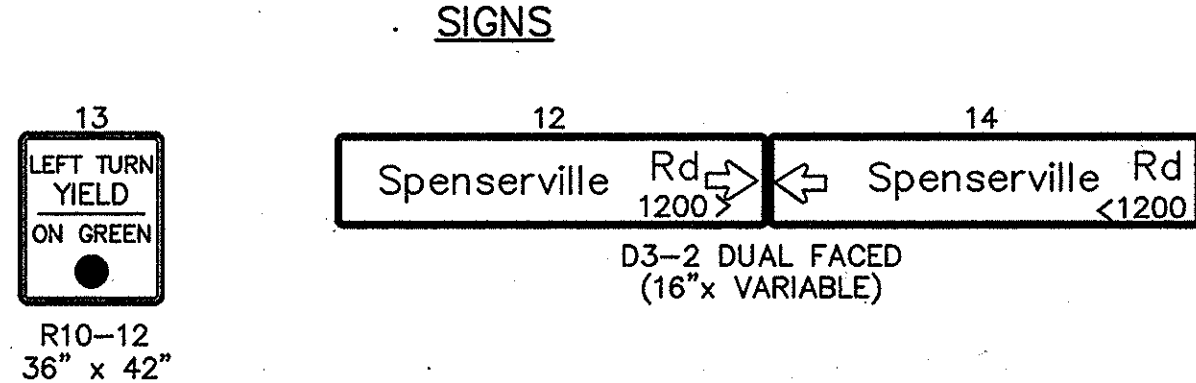 SIGNS
13
LEFT TURN
YIELD
ON GREEN
R10-12
36" x 42"
12
Spenserville Rd
1200 >
14
Spenserville Rd
<1200
D3-2 DUAL FACED
(16"x VARIABLE)